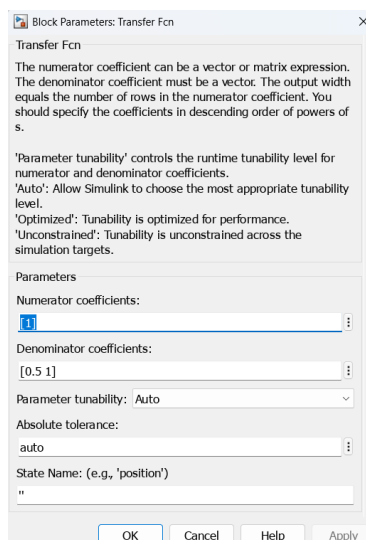 Block Parameters: Transfer Fcn
Transfer Fcn
The numerator coefficient can be a vector or matrix expression.
The denominator coefficient must be a vector. The output width
equals the number of rows in the numerator coefficient. You
should specify the coefficients in descending order of powers of
s.
'Parameter tunability' controls the runtime tunability level for
numerator and denominator coefficients.
'Auto': Allow Simulink to choose the most appropriate tunability
level.
'Optimized': Tunability is optimized for performance.
'Unconstrained': Tunability is unconstrained across the
simulation targets.
Parameters
Numerator coefficients:
[1]
Denominator coefficients:
[0.5 1]
Parameter tunability: Auto
Absolute tolerance:
auto
State Name: (e.g., 'position')
''
OK Cancel Help Apply